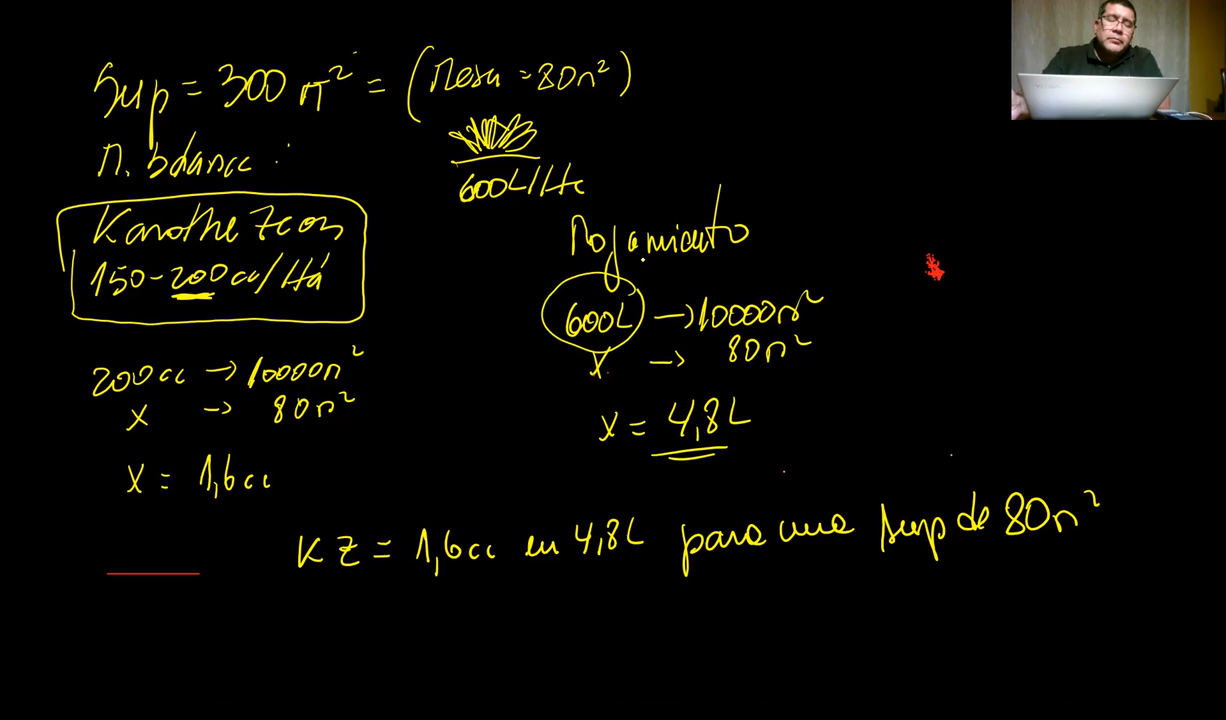 Sup = 300 m² = (Mesa = 80m²)
M. blanca :
600L/Ha
Karathe Zeon
150-200cc/Há
Mojamiento
600L → 10000m²
X → 80m²
X = 4,8L
200cc → 10000m²
X → 80m²
X = 1,6cc
KZ = 1,6cc en 4,8L para una sup de 80m²